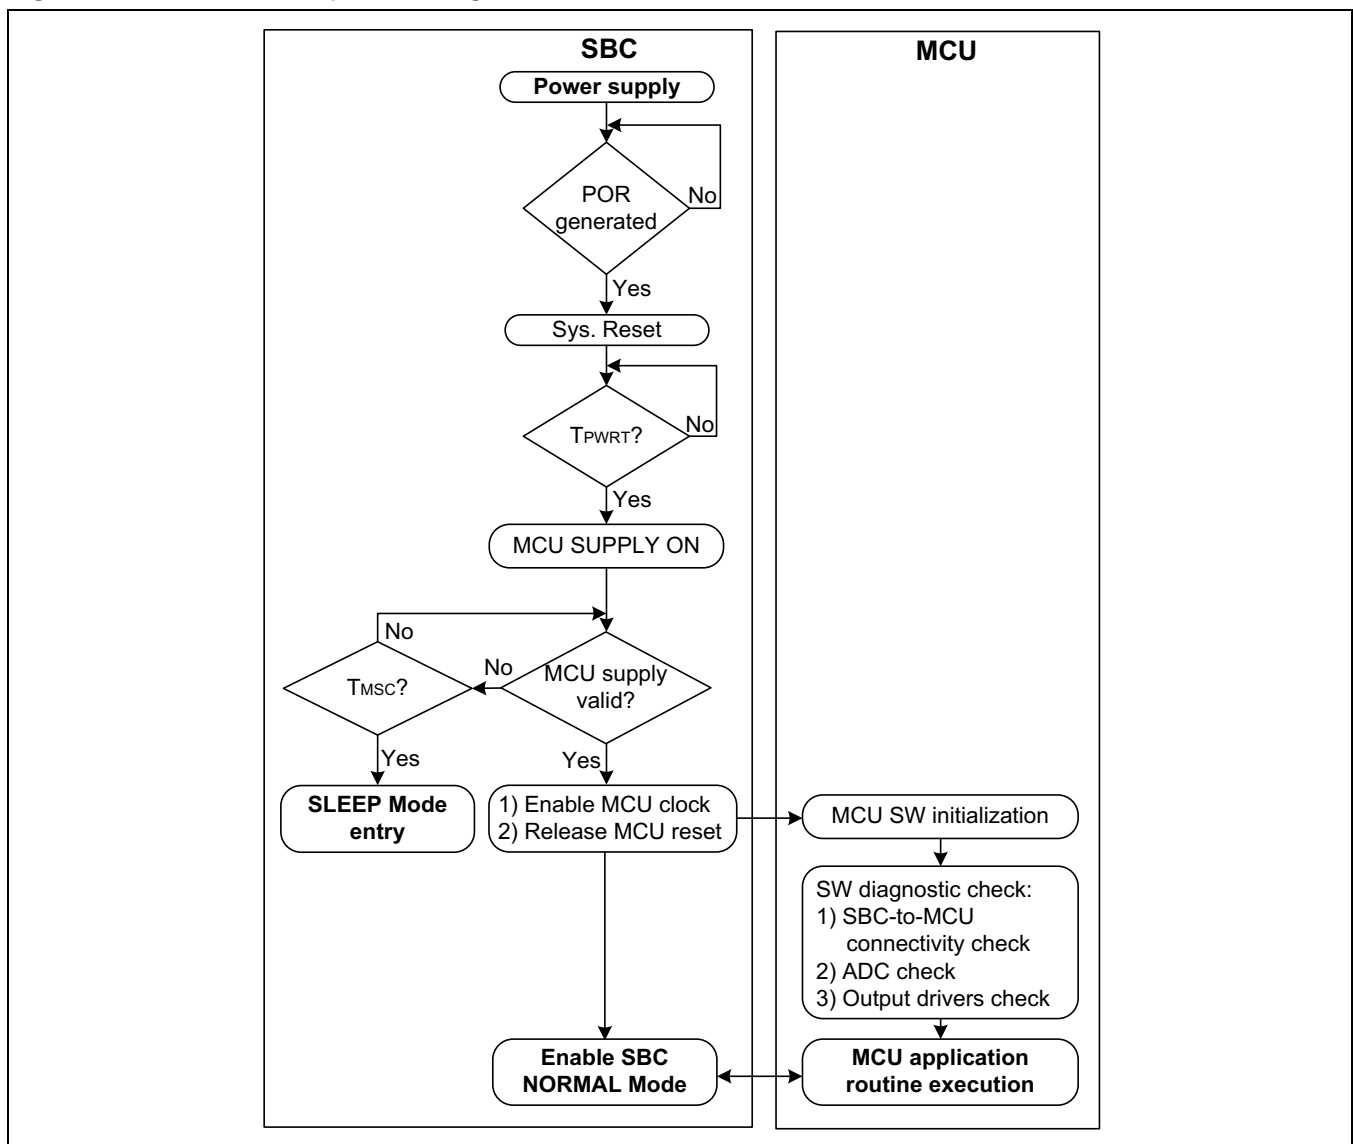 SBC
MCU
Power supply
POR
generated
No
Yes
Sys. Reset
TPWRT?
No
Yes
MCU SUPPLY ON
No
TMSC?
No
MCU supply
valid?
Yes
Yes
SLEEP Mode
entry
1) Enable MCU clock
2) Release MCU reset
MCU SW initialization
SW diagnostic check:
1) SBC-to-MCU
connectivity check
2) ADC check
3) Output drivers check
Enable SBC
NORMAL Mode
MCU application
routine execution